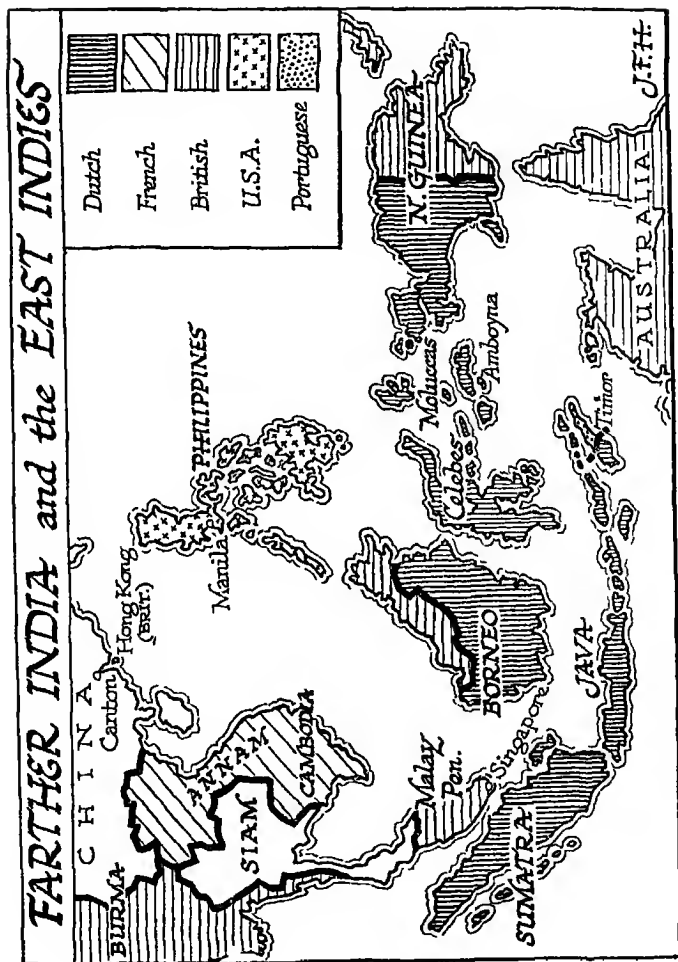 FARTHER INDIA and the EAST INDIES
Dutch
French
British
U.S.A.
Portuguese
CHINA
BURMA
Canton
Hong Kong
(BRIT.)
ANNAM
SIAM
CAMBODIA
PHILIPPINES
Manila
Malay
Pen.
Singapore
SUMATRA
BORNEO
JAVA
Celebes
Moluccas
Amboyna
Timor
N. GUINEA
AUSTRALIA
J.F.H.